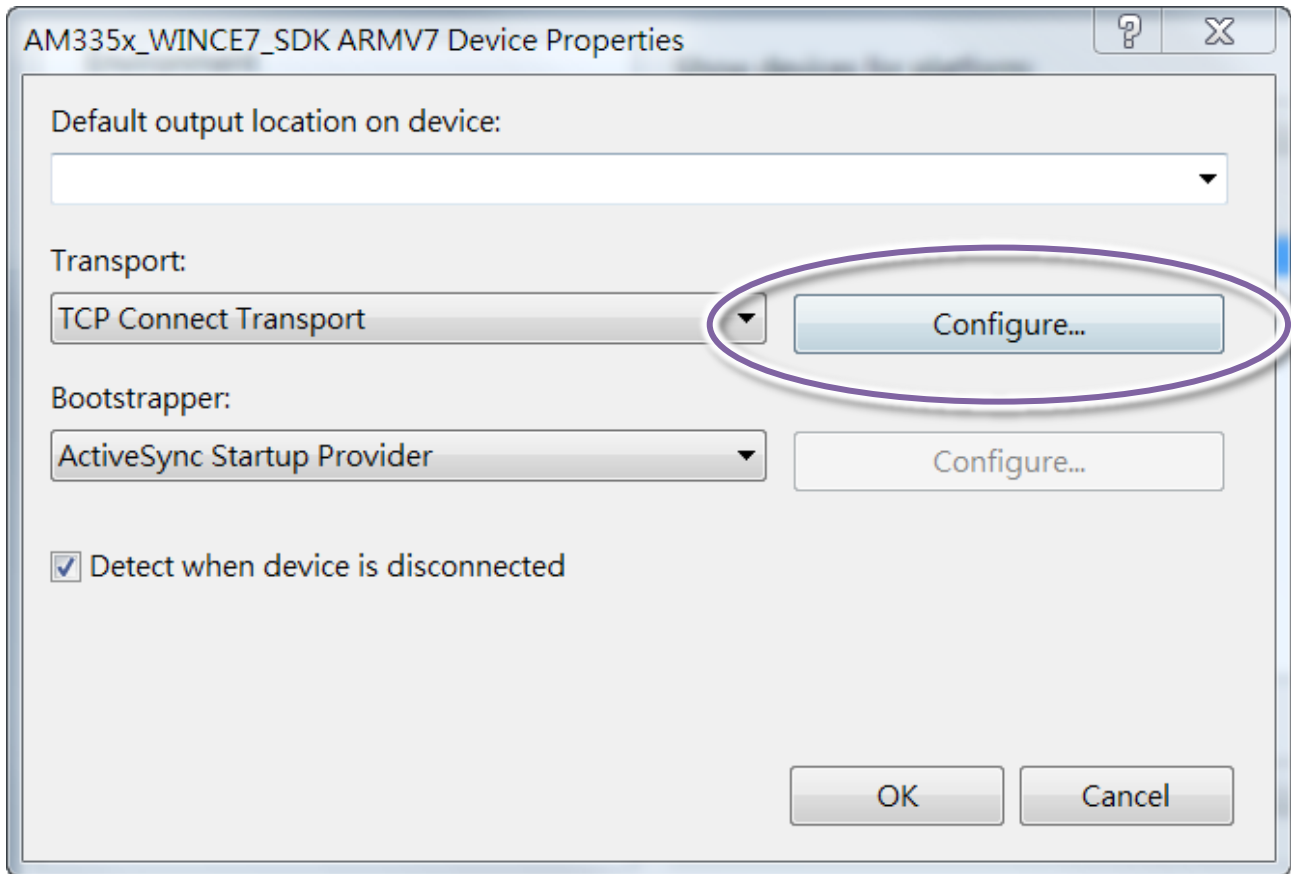 AM335x_WINCE7_SDK ARMV7 Device Properties
Default output location on device:
Transport:
TCP Connect Transport
Configure...
Bootstrapper:
ActiveSync Startup Provider
Configure...
Detect when device is disconnected
OK
Cancel